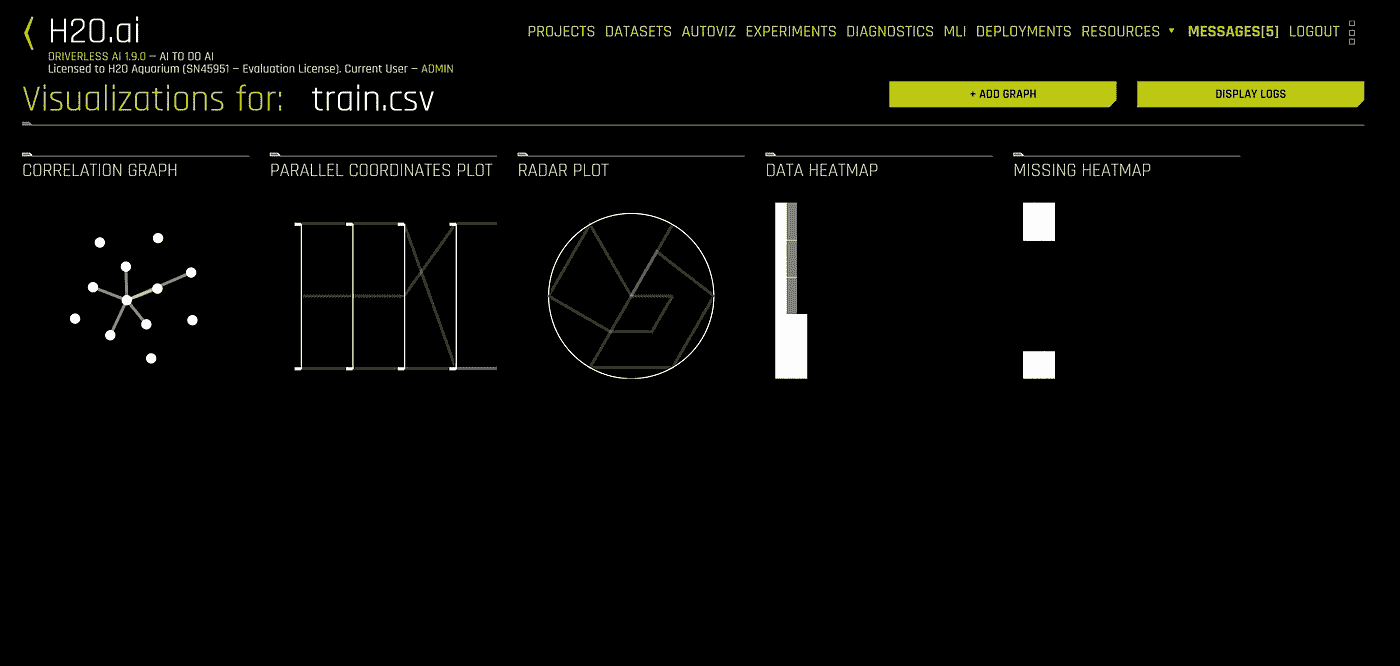 H2O.ai
PROJECTS DATASETS AUTOVIZ EXPERIMENTS DIAGNOSTICS MLI DEPLOYMENTS RESOURCES MESSAGES[5] LOGOUT
DRIVERLESS AI 1.9.0 – AI TO DO AI
Licensed to H2O Aquarium (SN45951 – Evaluation License). Current User – ADMIN
Visualizations for: train.csv
+ ADD GRAPH
DISPLAY LOGS
CORRELATION GRAPH
PARALLEL COORDINATES PLOT
RADAR PLOT
DATA HEATMAP
MISSING HEATMAP